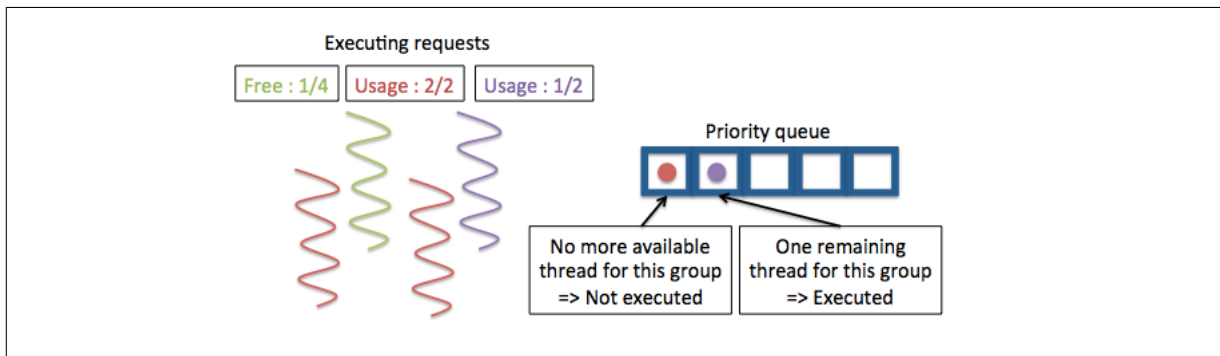 Executing requests
Free : 1/4
Usage : 2/2
Usage : 1/2
Priority queue
No more available
thread for this group
=> Not executed
One remaining
thread for this group
=> Executed